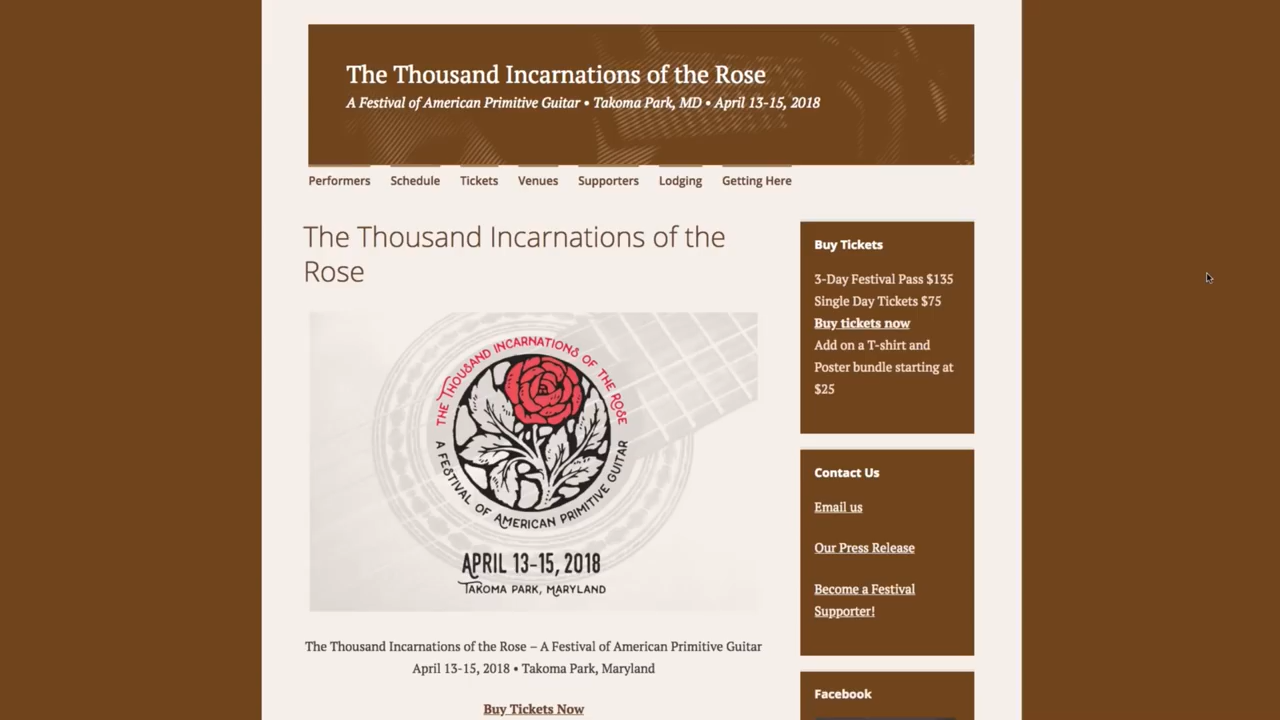 The Thousand Incarnations of the Rose
A Festival of American Primitive Guitar • Takoma Park, MD • April 13-15, 2018
Performers Schedule Tickets Venues Supporters Lodging Getting Here
The Thousand Incarnations of the
Rose
THE THOUSAND INCARNATIONS OF THE ROSE
A FESTIVAL OF AMERICAN PRIMITIVE GUITAR
APRIL 13-15, 2018
TAKOMA PARK, MARYLAND
The Thousand Incarnations of the Rose – A Festival of American Primitive Guitar
April 13-15, 2018 • Takoma Park, Maryland
Buy Tickets Now
Buy Tickets
3-Day Festival Pass $135
Single Day Tickets $75
Buy tickets now
Add on a T-shirt and
Poster bundle starting at
$25
Contact Us
Email us
Our Press Release
Become a Festival
Supporter!
Facebook